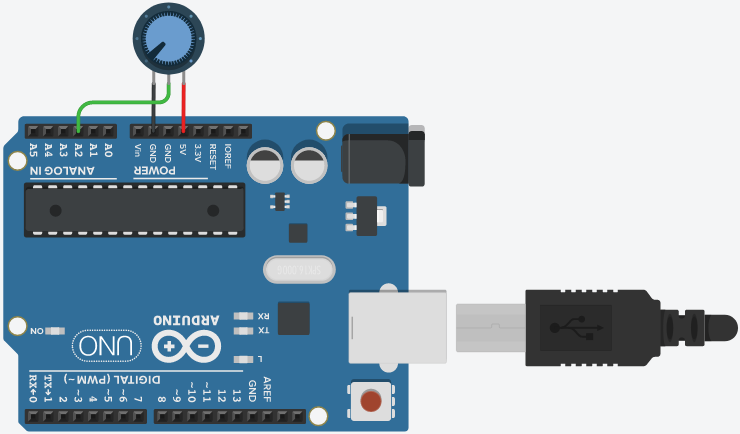 A5 A4 A3 A2 A1 A0
Vin GND GND 5V 3.3V RESET IOREF
ANALOG IN
POWER
RX
TX
L
ON
ARDUINO
UNO
DIGITAL (PWM ~)
RX←0 TX→1 2 ~3 4 ~5 ~6 7 8 ~9 ~10 ~11 12 13 GND AREF